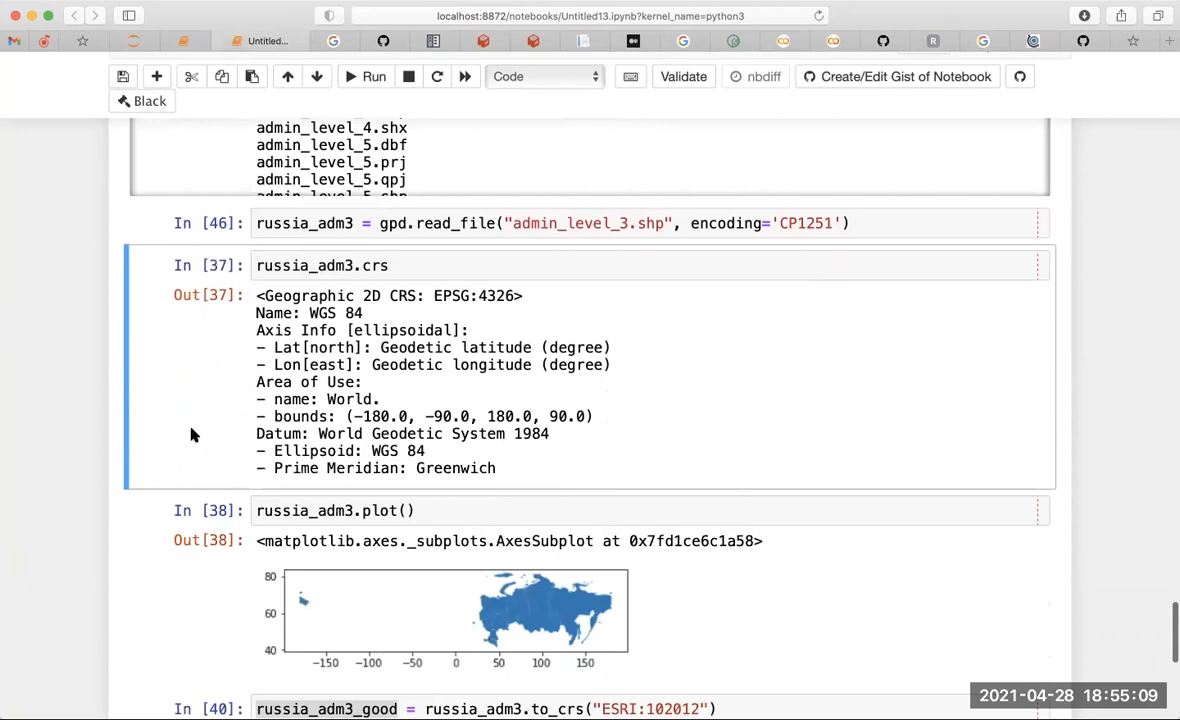 localhost:8872/notebooks/Untitled13.ipynb?kernel_name=python3
Untitled...
Run
Code
Validate
nbdiff
Create/Edit Gist of Notebook
Black
admin_level_4.shx
admin_level_5.dbf
admin_level_5.prj
admin_level_5.qpj
admin_level_5.shp
In [46]: russia_adm3 = gpd.read_file("admin_level_3.shp", encoding='CP1251')
In [37]: russia_adm3.crs
Out[37]: <Geographic 2D CRS: EPSG:4326>
Name: WGS 84
Axis Info [ellipsoidal]:
- Lat[north]: Geodetic latitude (degree)
- Lon[east]: Geodetic longitude (degree)
Area of Use:
- name: World.
- bounds: (-180.0, -90.0, 180.0, 90.0)
Datum: World Geodetic System 1984
- Ellipsoid: WGS 84
- Prime Meridian: Greenwich
In [38]: russia_adm3.plot()
Out[38]: <matplotlib.axes._subplots.AxesSubplot at 0x7fd1ce6c1a58>
80
60
40
-150 -100 -50 0 50 100 150
In [40]: russia_adm3_good = russia_adm3.to_crs("ESRI:102012")
2021-04-28 18:55:09